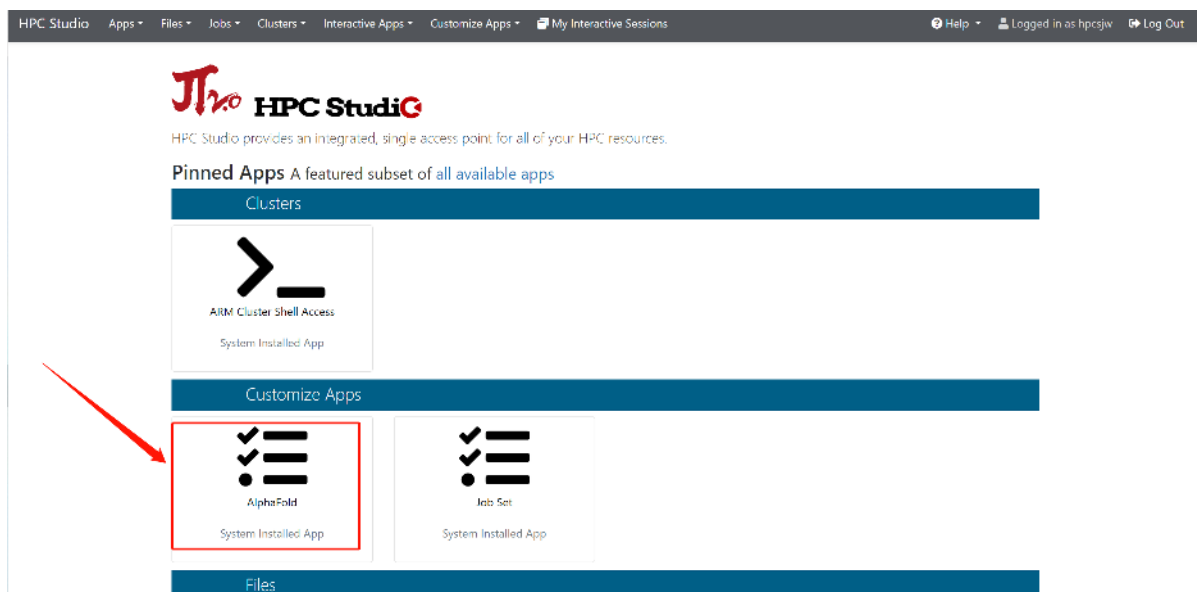 HPC Studio Apps Files Jobs Clusters Interactive Apps Customize Apps My Interactive Sessions Help Logged in as hpcsjw Log Out
π 2.0 HPC Studio
HPC Studio provides an integrated, single access point for all of your HPC resources.
Pinned Apps A featured subset of all available apps
Clusters
ARM Cluster Shell Access
System Installed App
Customize Apps
AlphaFold Job Set
System Installed App System Installed App
Files